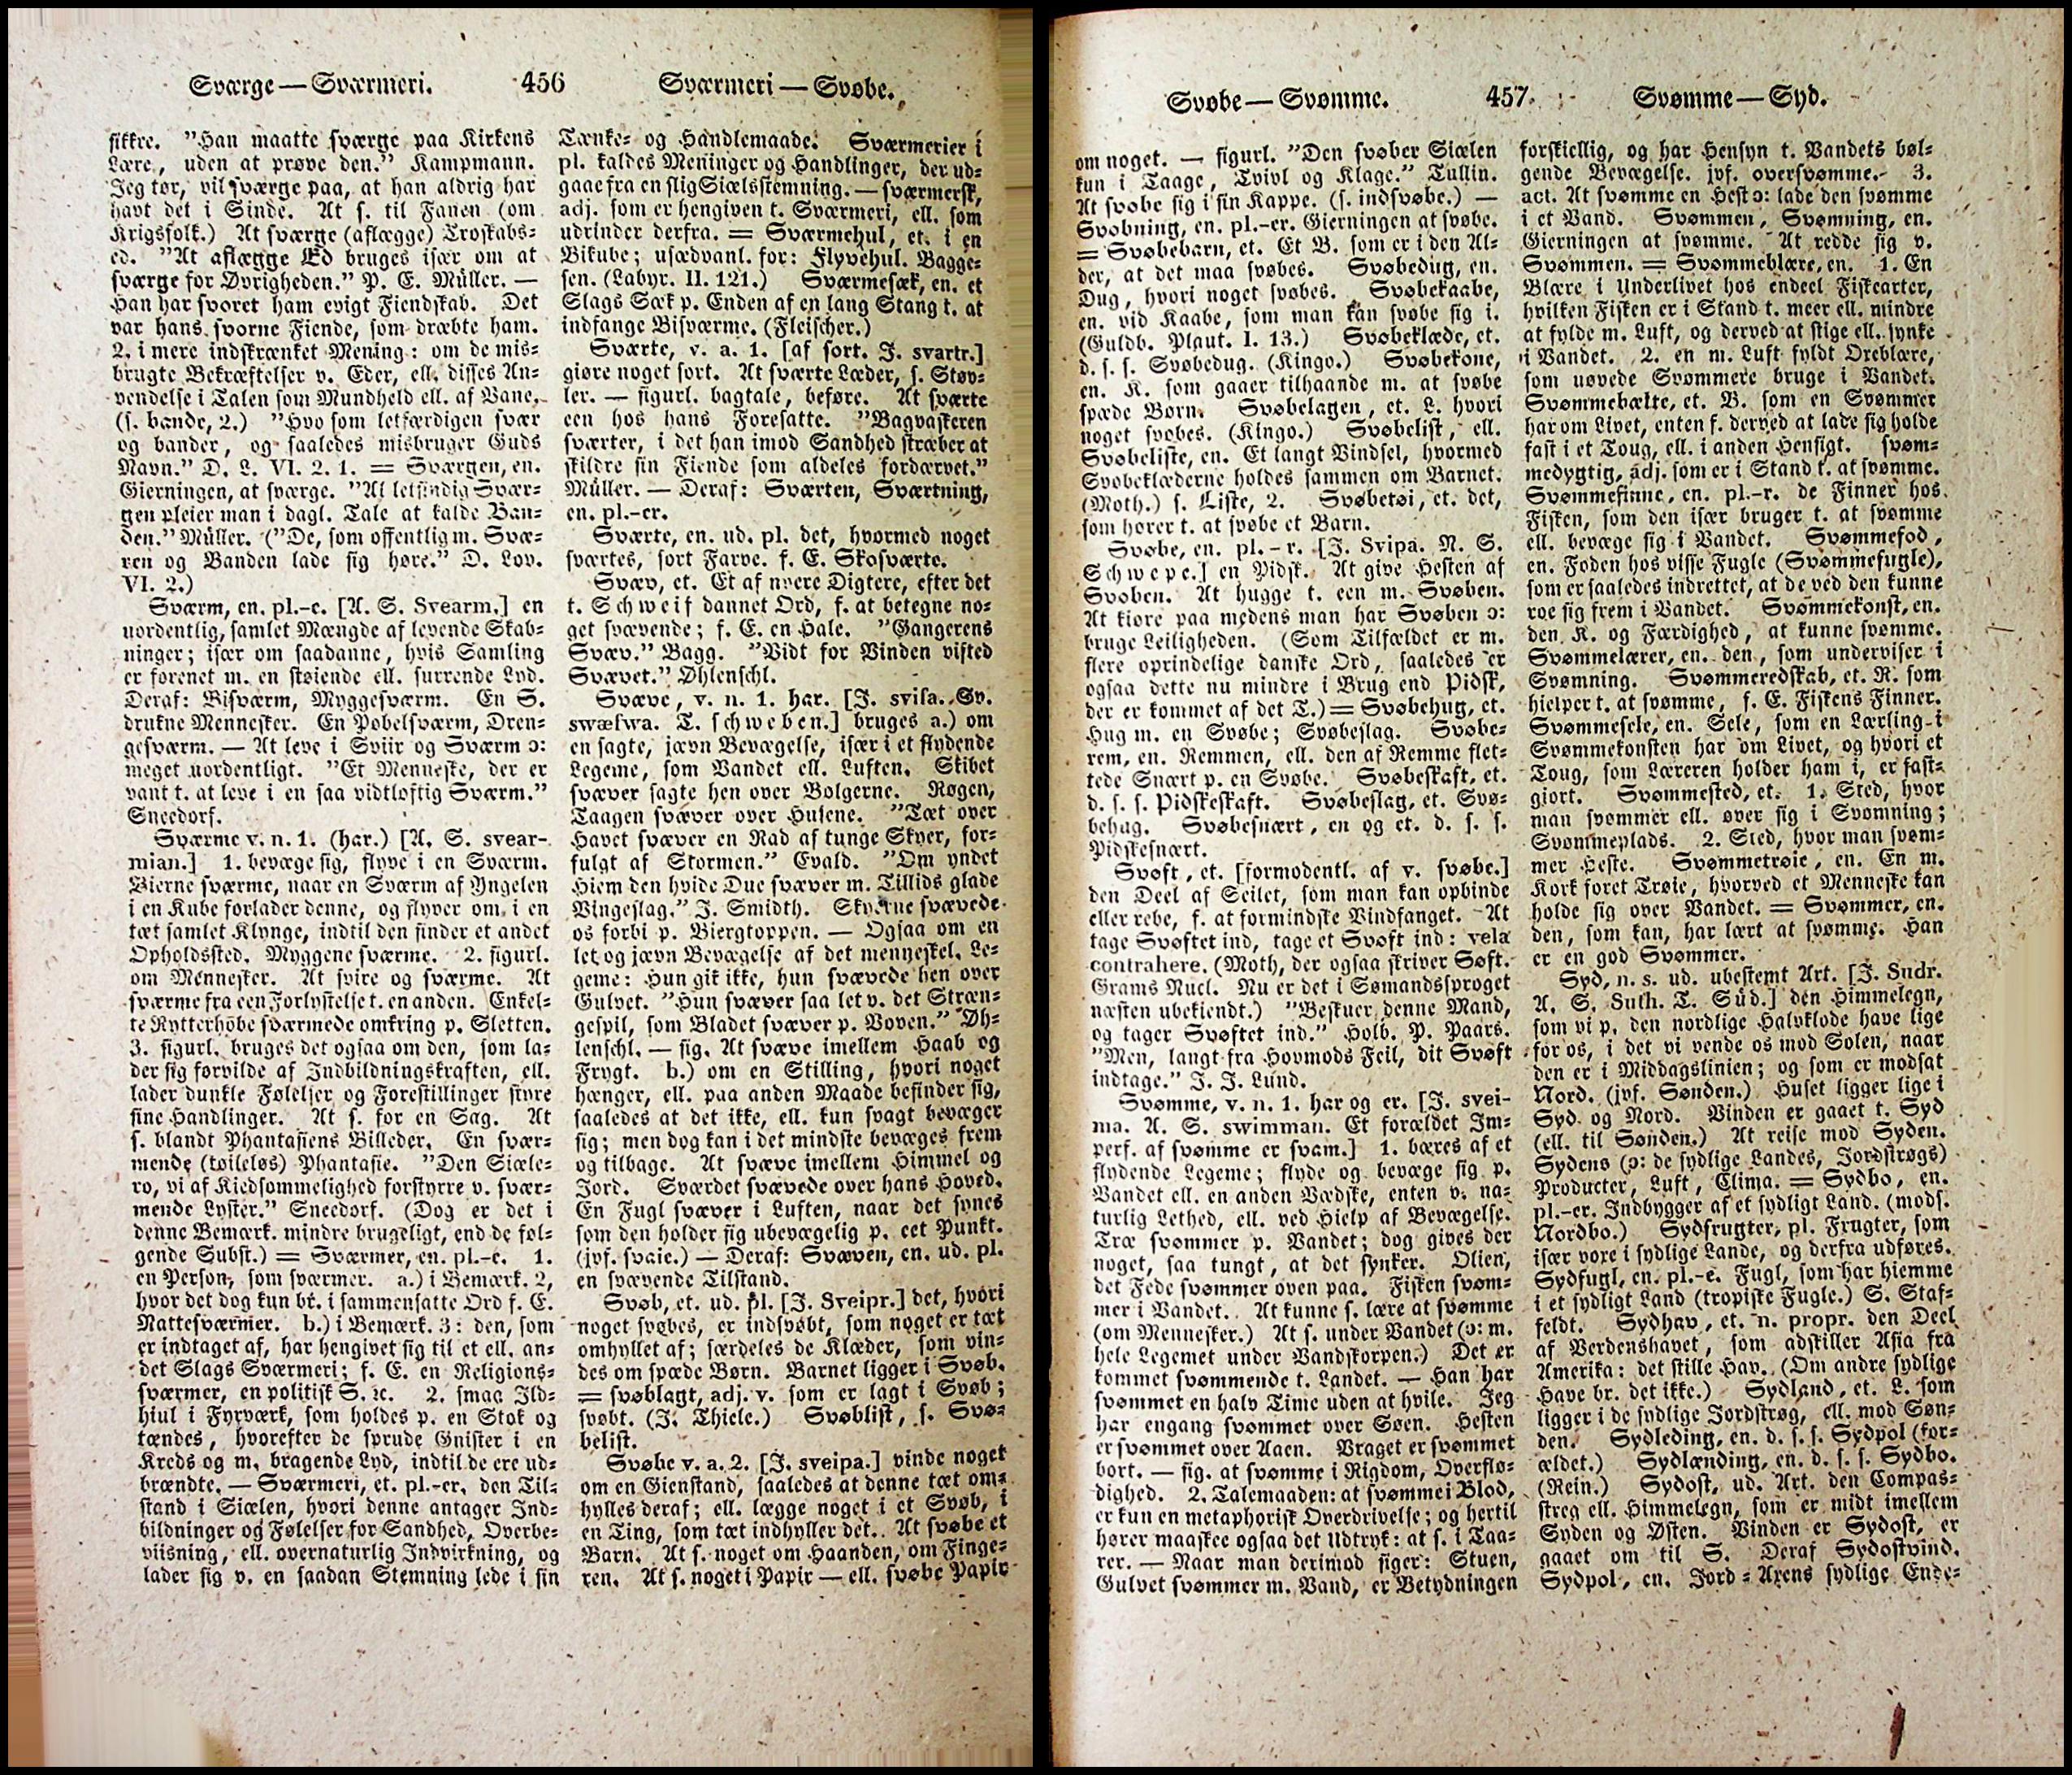 Sværge — Sværmeri. 456 Sværmeri — Svøbe.
sikkre. "Han maatte sværge paa Kirkens
Lære, uden at prøve den." Kampmann.
Jeg tør, vil sværge paa, at han aldrig har
havt det i Sinde. At s. til Fanen (om
Krigsfolk.) At sværge (aflægge) Troskabs-
ed. "At aflægge Ed bruges især om at
sværge for Øvrigheden." P. E. Müller. —
Han har svoret ham evigt Fiendskab. Det
var hans svorne Fiende, som dræbte ham.
2. i mere indskrænket Mening: om de mis-
brugte Bekræftelser v. Eder, ell. disses An-
vendelse i Talen som Mundheld ell. af Vane,
(s. bande, 2.) "Hvo som letfærdigen svær
og bander, og saaledes misbruger Guds
Navn." D. L. VI. 2. 1. = Sværgen, en.
Gierningen, at sværge. "Al letsindig Svær-
gen pleier man i dagl. Tale at kalde Ban-
den." Müller. ("De, som offentlig m. Svæ-
ren og Banden lade sig høre." D. Lov.
VI. 2.)
Sværm, en. pl.-e. [A. S. Svearm.] en
uordentlig, samlet Mængde af levende Skab-
ninger; især om saadanne, hvis Samling
er forenet m. en støiende ell. surrende Lyd.
Deraf: Bisværm, Myggesværm. En S.
drukne Mennesker. En Pøbelsværm, Dren-
gesværm. — At leve i Sviir og Sværm ɔ:
meget uordentligt. "Et Menneske, der er
vant t. at leve i en saa vidtløftig Sværm."
Sneedorf.
Sværme v. n. 1. (har.) [A. S. svear-
mian.] 1. bevæge sig, flyve i en Sværm.
Bierne sværme, naar en Sværm af Yngelen
i en Kube forlader denne, og flyver om i en
tæt samlet Klynge, indtil den finder et andet
Opholdssted. Myggene sværme. 2. figurl.
om Mennesker. At svire og sværme. At
sværme fra een Forlystelse t. en anden. Enkel-
te Rytterhobe sværmede omkring p. Sletten.
3. figurl. bruges det ogsaa om den, som la-
der sig forvilde af Indbildningskraften, ell.
lader dunkle Følelser og Forestillinger styre
sine Handlinger. At s. for en Sag. At
s. blandt Phantasiens Billeder. En svær-
mende (tøileløs) Phantasie. "Den Siæle-
ro, vi af Kiedsommelighed forstyrre v. svær-
mende Lyster." Sneedorf. (Dog er det i
denne Bemærk. mindre brugeligt, end de føl-
gende Subst.) = Sværmer, en. pl.-e. 1.
en Person, som sværmer. a.) i Bemærk. 2,
hvor det dog kun br. i sammensatte Ord f. E.
Nattesværmer. b.) i Bemærk. 3: den, som
er indtaget af, har hengivet sig til et ell. an-
det Slags Sværmeri; f. E. en Religions-
sværmer, en politisk S. ꝛc. 2. smaa Ild-
hiul i Fyrværk, som holdes p. en Stok og
tændes, hvorefter de sprude Gnister i en
Kreds og m. bragende Lyd, indtil de ere ud-
brændte. — Sværmeri, et. pl.-er. den Til-
stand i Siælen, hvori denne antager Ind-
bildninger og Følelser for Sandhed, Overbe-
viisning, ell. overnaturlig Indvirkning, og
lader sig v. en saadan Stemning lede i sin
Tænke- og Handlemaade. Sværmerier i
pl. kaldes Meninger og Handlinger, der ud-
gaae fra en slig Siælsstemning. — sværmersk,
adj. som er hengiven t. Sværmeri, ell. som
udrinder derfra. = Sværmehul, et. i en
Bikube; usædvanl. for: Flyvehul. Bagge-
sen. (Labyr. II. 121.) Sværmesæk, en. et
Slags Sæk p. Enden af en lang Stang t. at
indfange Bisværme. (Fleischer.)
Sværte, v. a. 1. [af sort. J. svartr.]
giøre noget sort. At sværte Læder, s. Støv-
ler. — figurl. bagtale, beføre. At sværte
een hos hans Foresatte. "Bagvaskeren
sværter, i det han imod Sandhed stræber at
skildre sin Fiende som aldeles fordærvet."
Müller. — Deraf: Sværten, Sværtning,
en. pl.-er.
Sværte, en. ud. pl. det, hvormed noget
sværtes, sort Farve. f. E. Skosværte.
Svæv, et. Et af nyere Digtere, efter det
t. Schweif dannet Ord, f. at betegne no-
get svævende; f. E. en Hale. "Gangerens
Svæv." Bagg. "Vidt for Vinden vifted
Svævet." Øhlenschl.
Svæve, v. n. 1. har. [J. svifa. Sv.
swæfwa. T. schweben.] bruges a.) om
en sagte, jævn Bevægelse, især i et flydende
Legeme, som Vandet ell. Luften. Skibet
svæver sagte hen over Bølgerne. Røgen,
Taagen svæver over Husene. "Tæt over
Havet svæver en Rad af tunge Skyer, for-
fulgt af Stormen." Evald. "Om yndet
Hiem den hvide Due svæver m. Tillids glade
Vingeslag." J. Smidth. Skyerne svævede
os forbi p. Biergtoppen. — Ogsaa om en
let og jævn Bevægelse af det menneskel. Le-
geme: Hun gik ikke, hun svævede hen over
Gulvet. "Hun svæver saa let v. det Stræn-
gespil, som Bladet svæver p. Voven." Øh-
lenschl. — fig. At svæve imellem Haab og
Frygt. b.) om en Stilling, hvori noget
hænger, ell. paa anden Maade befinder sig,
saaledes at det ikke, ell. kun svagt bevæger
sig; men dog kan i det mindste bevæges frem
og tilbage. At svæve imellem Himmel og
Jord. Sværdet svævede over hans Hoved.
En Fugl svæver i Luften, naar det synes
som den holder sig ubevægelig p. eet Punkt.
(jvf. svaie.) — Deraf: Svæven, en. ud. pl.
en svævende Tilstand.
Svøb, et. ud. pl. [J. Sveipr.] det, hvori
noget svøbes, er indsvøbt, som noget er tæt
omhyllet af; særdeles de Klæder, som vin-
des om spæde Børn. Barnet ligger i Svøb.
= svøblagt, adj. v. som er lagt i Svøb;
svøbt. (J. Thiele.) Svøblist, s. Svø-
belist.
Svøbe v. a. 2. [J. sveipa.] vinde noget
om en Gienstand, saaledes at denne tæt om-
hylles deraf; ell. lægge noget i et Svøb, i
en Ting, som tæt indhyller det. At svøbe et
Barn. At s. noget om Haanden, om Finge-
ren. At s. noget i Papir — ell. svøbe Papir
Svøbe — Svømme. 457. Svømme — Syd.
om noget. — figurl. "Den svøber Siælen
kun i Taage, Tvivl og Klage." Tullin.
At svøbe sig i sin Kappe. (s. indsvøbe.) —
Svøbning, en. pl.-er. Gierningen at svøbe.
= Svøbebarn, et. Et B. som er i den Al-
der, at det maa svøbes. Svøbedug, en.
Dug, hvori noget svøbes. Svøbekaabe,
en. vid Kaabe, som man kan svøbe sig i.
(Guldb. Plaut. I. 13.) Svøbeklæde, et.
d. s. s. Svøbedug. (Kingo.) Svøbekone,
en. K. som gaaer tilhaande m. at svøbe
spæde Børn. Svøbelagen, et. L. hvori
noget svøbes. (Kingo.) Svøbelist, ell.
Svøbeliste, en. Et langt Bindsel, hvormed
Svøbeklæderne holdes sammen om Barnet.
(Moth.) s. Liste, 2. Svøbetøi, et. det,
som hører t. at svøbe et Barn.
Svøbe, en. pl.-r. [J. Svipa. N. S.
Schwepe.] en Pidsk. At give Hesten af
Svøben. At hugge t. een m. Svøben.
At kiøre paa medens man har Svøben ɔ:
bruge Leiligheden. (Som Tilfældet er m.
flere oprindelige danske Ord, saaledes er
ogsaa dette nu mindre i Brug end Pidsk,
der er kommet af det T.) = Svøbehug, et.
Hug m. en Svøbe; Svøbeslag. Svøbe-
rem, en. Remmen, ell. den af Remme flet-
tede Snært p. en Svøbe. Svøbeskaft, et.
d. s. s. Pidskeskaft. Svøbeslag, et. Svø-
behug. Svøbesnært, en og et. d. s. s.
Pidskesnært.
Svøft, et. [formodentl. af v. svøbe.]
den Deel af Seilet, som man kan opbinde
eller rebe, f. at formindske Vindfanget. At
tage Svøftet ind, tage et Svøft ind: vela
contrahere. (Moth, der ogsaa skriver Søft.
Grams Nucl. Nu er det i Sømandssproget
næsten ubekiendt.) "Beskuer denne Mand,
og tager Svøftet ind." Holb. P. Paars.
"Men, langt fra Hovmods Feil, dit Svøft
indtage." J. J. Lund.
Svømme, v. n. 1. har og er. [J. svei-
ma. A. S. swimman. Et forældet Im-
perf. af svømme er svam.] 1. bæres af et
flydende Legeme; flyde og bevæge sig p.
Vandet ell. en anden Vædske, enten v. na-
turlig Lethed, ell. ved Hielp af Bevægelse.
Træ svømmer p. Vandet; dog gives der
noget, saa tungt, at det synker. Olien,
det Fede svømmer oven paa. Fisken svøm-
mer i Vandet. At kunne s. lære at svømme
(om Mennesker.) At s. under Vandet (ɔ: m.
hele Legemet under Vandskorpen.) Det er
kommet svømmende t. Landet. — Han har
svømmet en halv Time uden at hvile. Jeg
har engang svømmet over Søen. Hesten
er svømmet over Aaen. Vraget er svømmet
bort. — fig. at svømme i Rigdom, Overflø-
dighed. 2. Talemaaden: at svømme i Blod,
er kun en metaphorisk Overdrivelse; og hertil
hører maaskee ogsaa det Udtryk: at s. i Taa-
rer. — Naar man derimod siger: Stuen,
Gulvet svømmer m. Vand, er Betydningen
forskiellig, og har Hensyn t. Vandets bøl-
gende Bevægelse. jvf. oversvømme. 3.
act. At svømme en Hest ɔ: lade den svømme
i et Vand. Svømmen, Svømning, en.
Gierningen at svømme. At redde sig v.
Svømmen. = Svømmeblære, en. 1. En
Blære i Underlivet hos endeel Fiskearter,
hvilken Fisken er i Stand t. meer ell. mindre
at fylde m. Luft, og derved at stige ell. synke
i Vandet. 2. en m. Luft fyldt Oxeblære,
som uøvede Svømmere bruge i Vandet.
Svømmebælte, et. B. som en Svømmer
har om Livet, enten f. derved at lade sig holde
fast i et Toug, ell. i anden Hensigt. svøm-
medygtig, adj. som er i Stand t. at svømme.
Svømmefinne, en. pl.-r. de Finner hos
Fisken, som den især bruger t. at svømme
ell. bevæge sig i Vandet. Svømmefod,
en. Foden hos visse Fugle (Svømmefugle),
som er saaledes indrettet, at de ved den kunne
roe sig frem i Vandet. Svømmekonst, en.
den K. og Færdighed, at kunne svømme.
Svømmelærer, en. den, som underviser i
Svømning. Svømmeredskab, et. R. som
hielper t. at svømme, f. E. Fiskens Finner.
Svømmesele, en. Sele, som en Lærling i
Svømmekonsten har om Livet, og hvori et
Toug, som Læreren holder ham i, er fast-
giort. Svømmested, et. 1. Sted, hvor
man svømmer ell. øver sig i Svømning;
Svømmeplads. 2. Sted, hvor man svøm-
mer Heste. Svømmetrøie, en. En m.
Kork foret Trøie, hvorved et Menneske kan
holde sig over Vandet. = Svømmer, en.
den, som kan, har lært at svømme. Han
er en god Svømmer.
Syd, n. s. ud. ubestemt Art. [J. Sudr.
A. S. Suth. T. Süd.] den Himmelegn,
som vi p. den nordlige Halvklode have lige
for os, i det vi vende os mod Solen, naar
den er i Middagslinien; og som er modsat
Nord. (jvf. Sønden.) Huset ligger lige i
Syd og Nord. Vinden er gaaet t. Syd
(ell. til Sønden.) At reise mod Syden.
Sydens (ɔ: de sydlige Landes, Jordstrøgs)
Producter, Luft, Clima. = Sydbo, en.
pl.-er. Indbygger af et sydligt Land. (mods.
Nordbo.) Sydfrugter, pl. Frugter, som
især voxe i sydlige Lande, og derfra udføres.
Sydfugl, en. pl.-e. Fugl, som har hiemme
i et sydligt Land (tropiske Fugle.) S. Staf-
feldt. Sydhav, et. n. propr. den Deel
af Verdenshavet, som adskiller Asia fra
Amerika: det stille Hav. (Om andre sydlige
Have br. det ikke.) Sydland, et. L. som
ligger i de sydlige Jordstrøg, ell. mod Søn-
den. Sydleding, en. d. s. s. Sydpol (for-
ældet.) Sydlænding, en. d. s. s. Sydbo.
(Rein.) Sydost, ud. Art. den Compas-
streg ell. Himmelegn, som er midt imellem
Syden og Østen. Vinden er Sydost, er
gaaet om til S. Deraf Sydostvind.
Sydpol, en. Jord-Axens sydlige Ende-